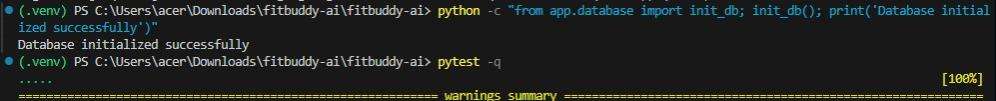 (.venv) PS C:\Users\acer\Downloads\fitbuddy-ai\fitbuddy-ai> python -c "from app.database import init_db; init_db(); print('Database initial
ized successfully')"
Database initialized successfully
(.venv) PS C:\Users\acer\Downloads\fitbuddy-ai\fitbuddy-ai> pytest -q
..... [100%]
================================================== warnings summary ==================================================